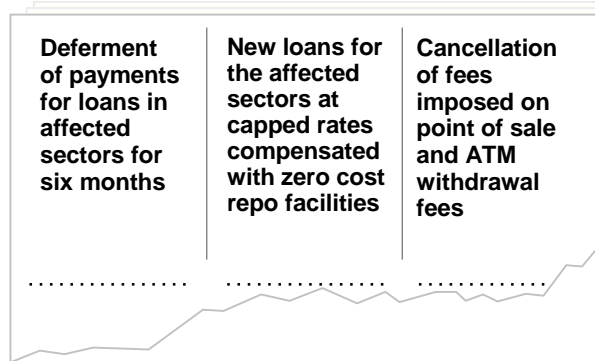 Deferment
of payments
for loans in
affected
sectors for
six months
New loans for
the affected
sectors at
capped rates
compensated
with zero cost
repo facilities
Cancellation
of fees
imposed on
point of sale
and ATM
withdrawal
fees